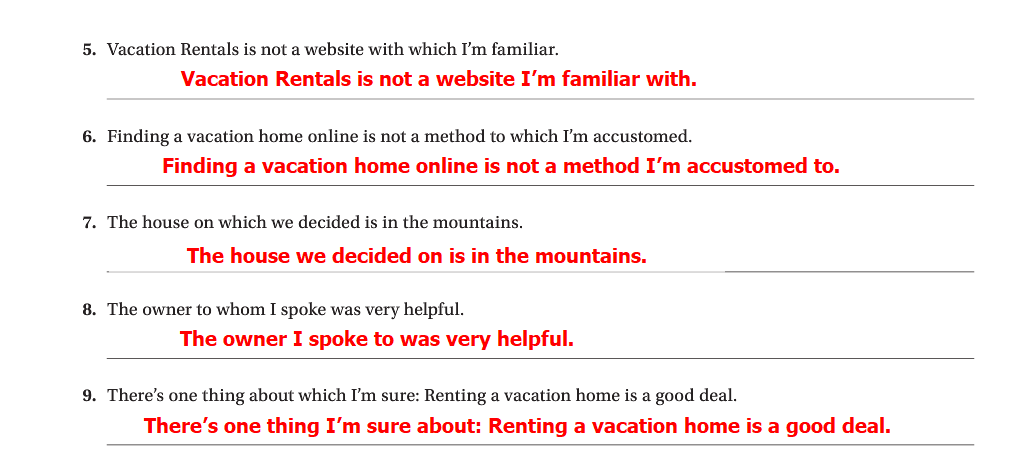 5. Vacation Rentals is not a website with which I'm familiar.
Vacation Rentals is not a website I'm familiar with.
6. Finding a vacation home online is not a method to which I'm accustomed.
Finding a vacation home online is not a method I'm accustomed to.
7. The house on which we decided is in the mountains.
The house we decided on is in the mountains.
8. The owner to whom I spoke was very helpful.
The owner I spoke to was very helpful.
9. There's one thing about which I'm sure: Renting a vacation home is a good deal.
There's one thing I'm sure about: Renting a vacation home is a good deal.